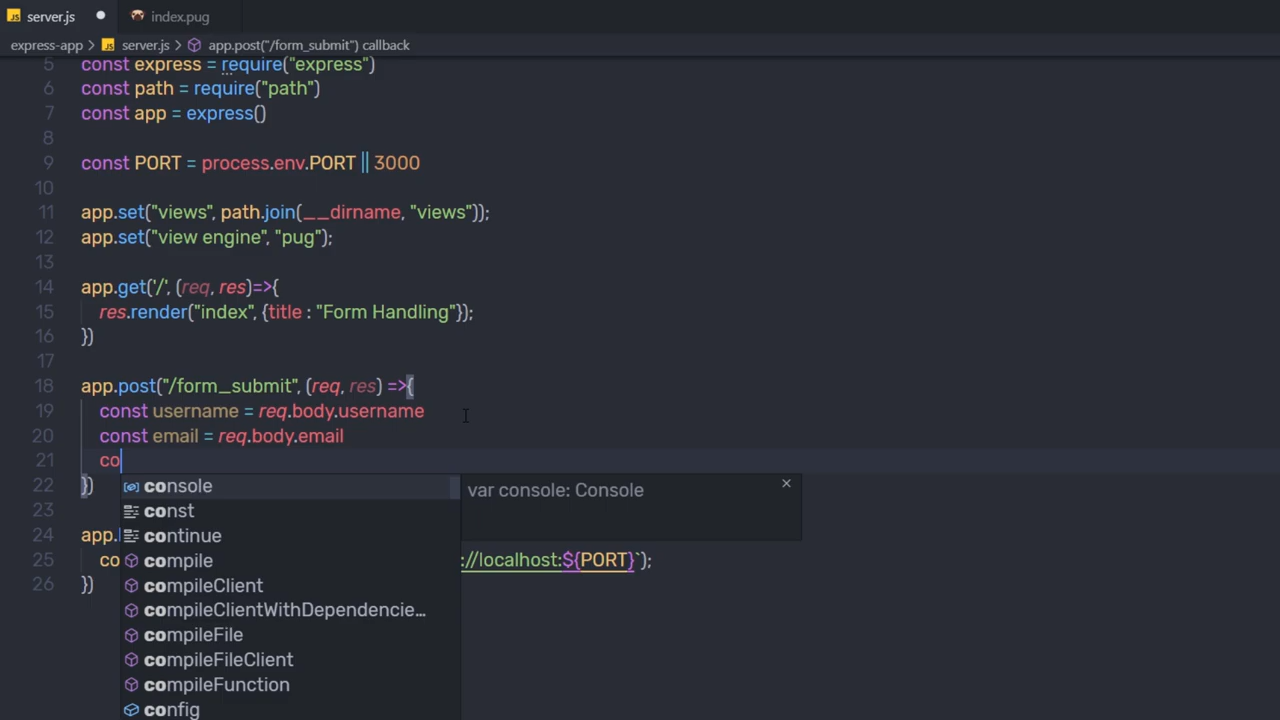 server.js
index.pug
express-app > server.js > app.post("/form_submit") callback
5 const express = require("express")
6 const path = require("path")
7 const app = express()
8
9 const PORT = process.env.PORT || 3000
10
11 app.set("views", path.join(__dirname, "views"));
12 app.set("view engine", "pug");
13
14 app.get('/', (req, res)=>{
15 res.render("index", {title : "Form Handling"});
16 })
17
18 app.post("/form_submit", (req, res) =>{
19 const username = req.body.username
20 const email = req.body.email
21 co
22 })
console
var console: Console
const
23
continue
24 app.
compile
25 co ://localhost:${PORT}`);
compileClient
26 })
compileClientWithDependencie...
compileFile
compileFileClient
compileFunction
config